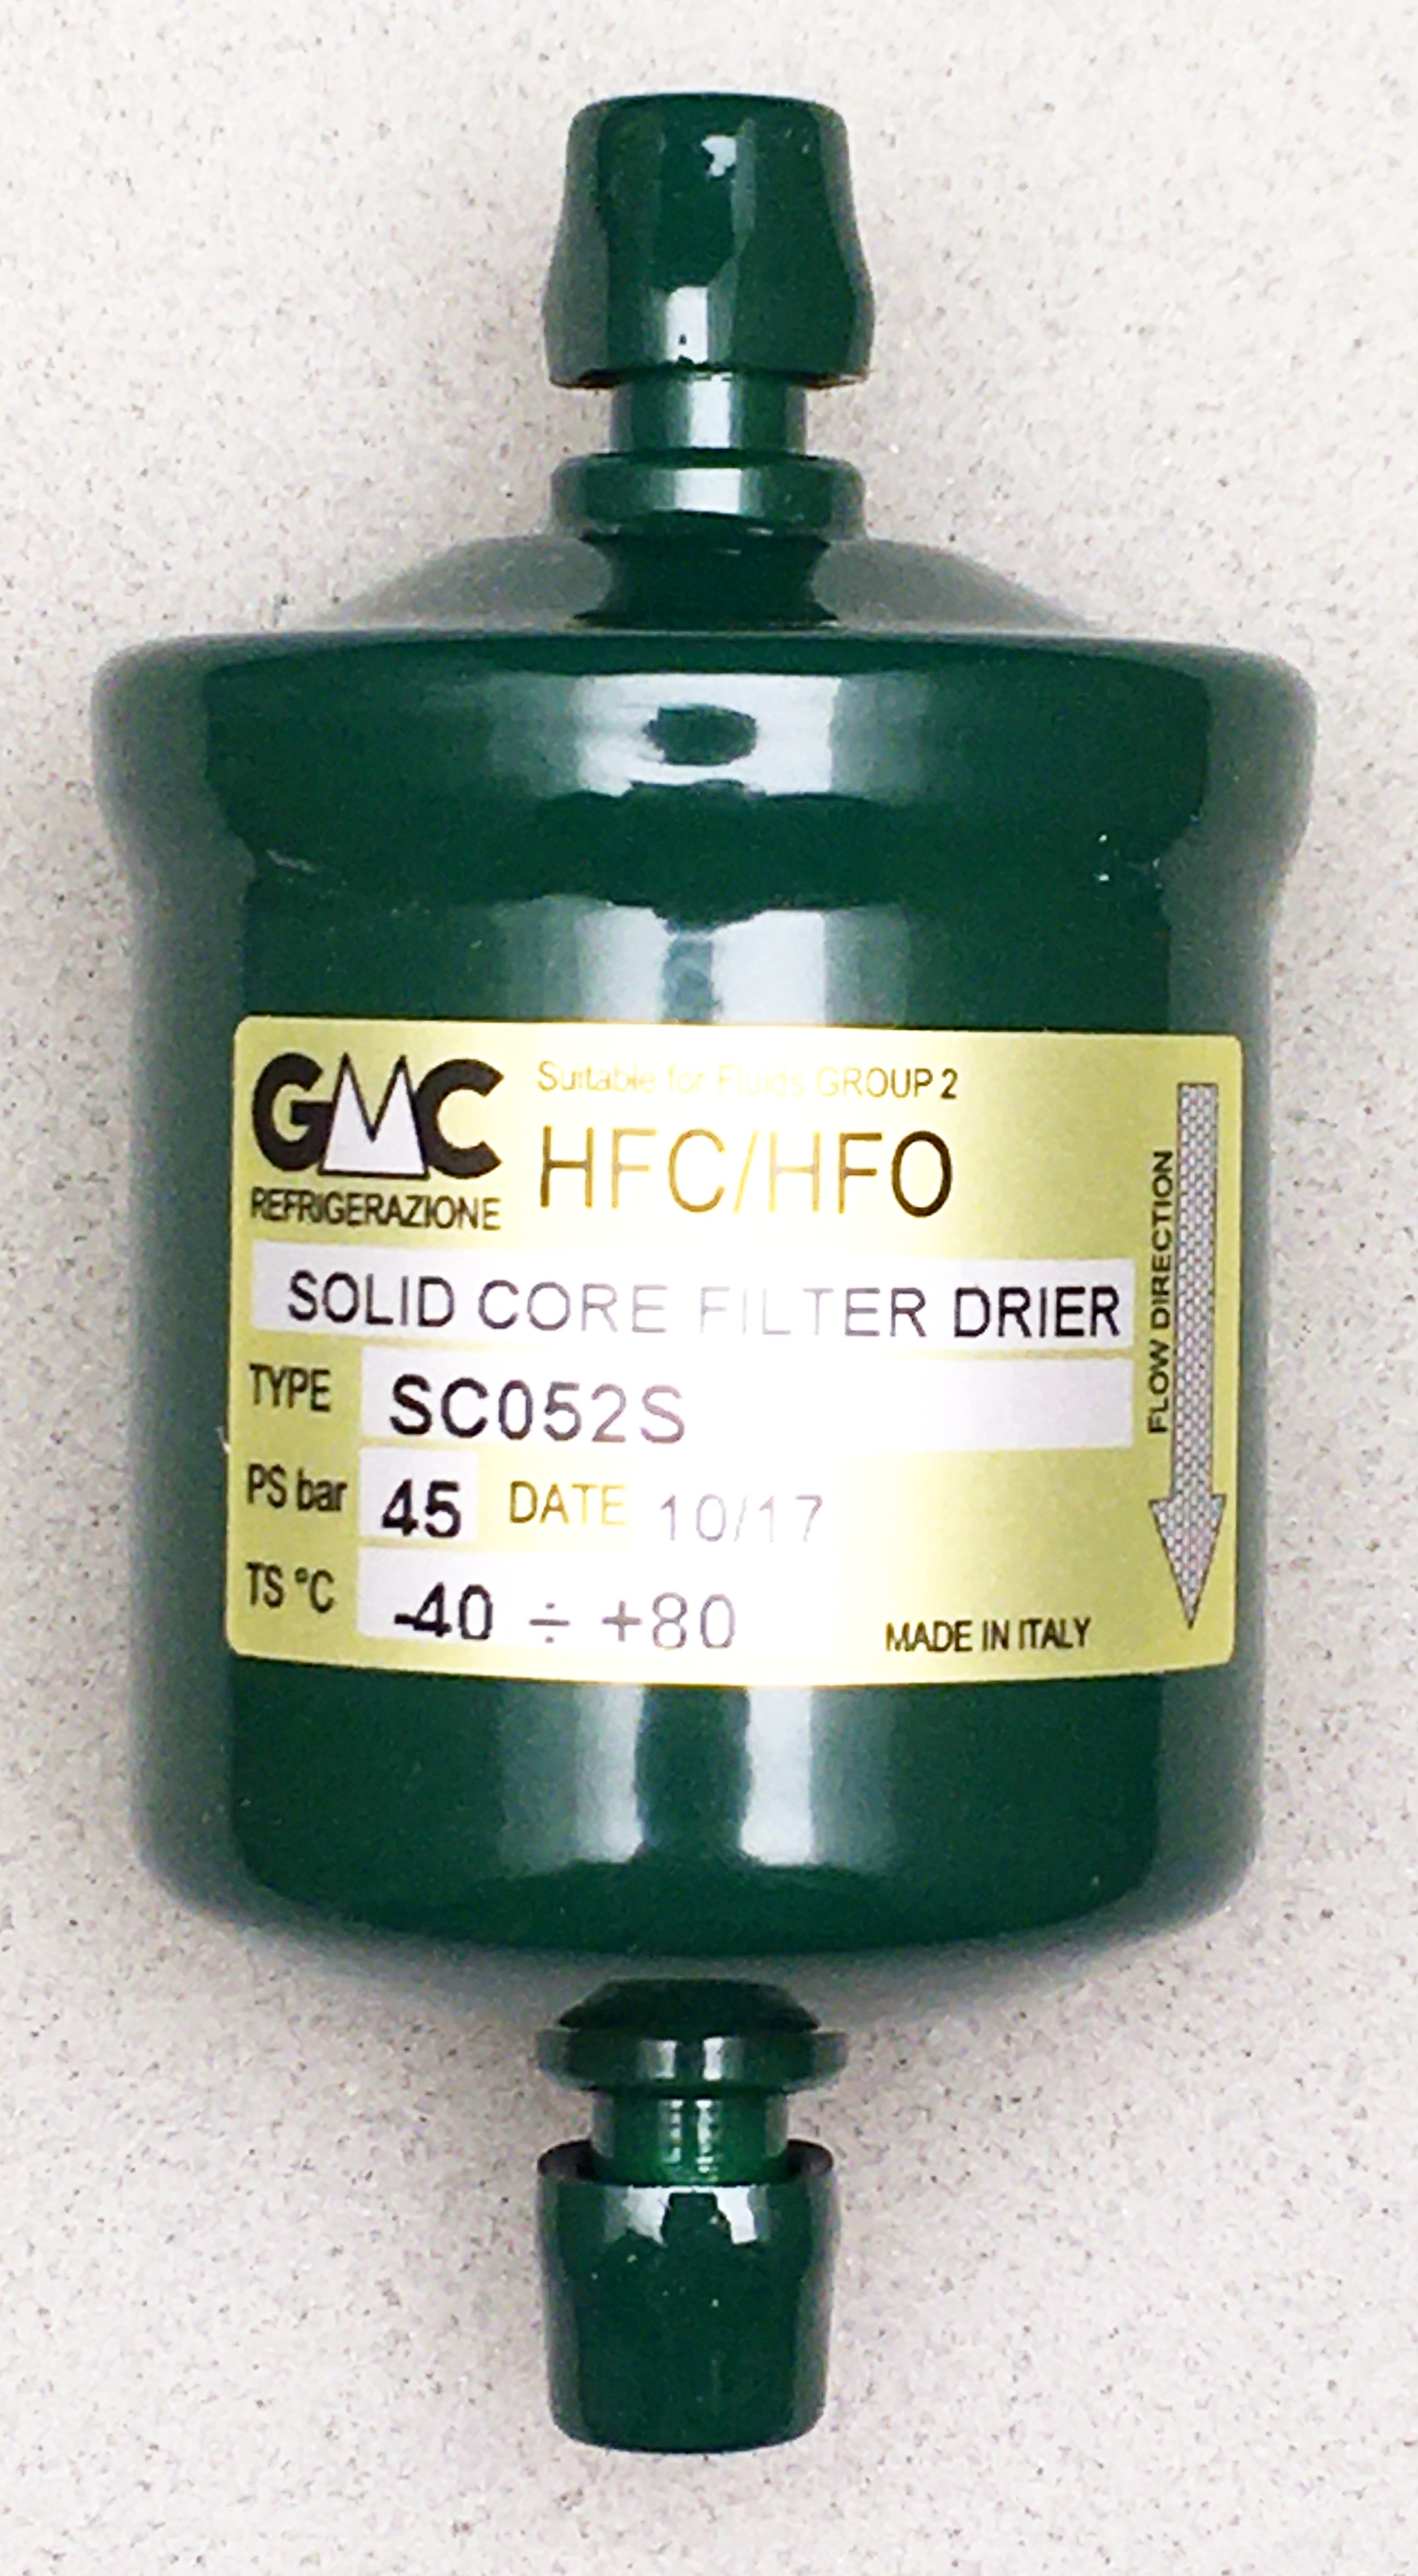 GMC
REFRIGERAZIONE
Suitable for Fluids GROUP 2
HFC/HFO
SOLID CORE FILTER DRIER
TYPE SC052S
PS bar 45 DATE 10/17
TS °C -40 ÷ +80
MADE IN ITALY
FLOW DIRECTION